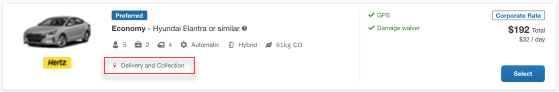 Preferred
Economy - Hyundai Elantra or similar
5 2 4 Automatic Hybrid 61kg CO
Hertz
Delivery and Collection
GPS
Damage waiver
Corporate Rate
$192 Total
$32 / day
Select